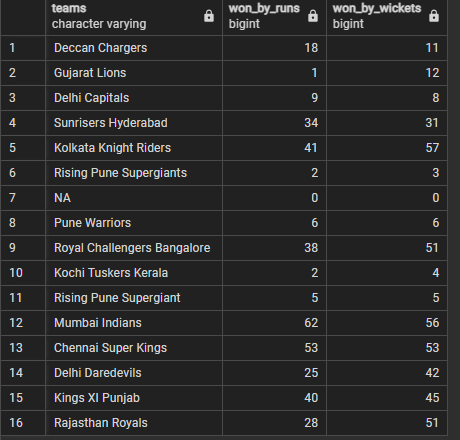 teams won_by_runs won_by_wickets
character varying bigint bigint
1 Deccan Chargers 18 11
2 Gujarat Lions 1 12
3 Delhi Capitals 9 8
4 Sunrisers Hyderabad 34 31
5 Kolkata Knight Riders 41 57
6 Rising Pune Supergiants 2 3
7 NA 0 0
8 Pune Warriors 6 6
9 Royal Challengers Bangalore 38 51
10 Kochi Tuskers Kerala 2 4
11 Rising Pune Supergiant 5 5
12 Mumbai Indians 62 56
13 Chennai Super Kings 53 53
14 Delhi Daredevils 25 42
15 Kings XI Punjab 40 45
16 Rajasthan Royals 28 51